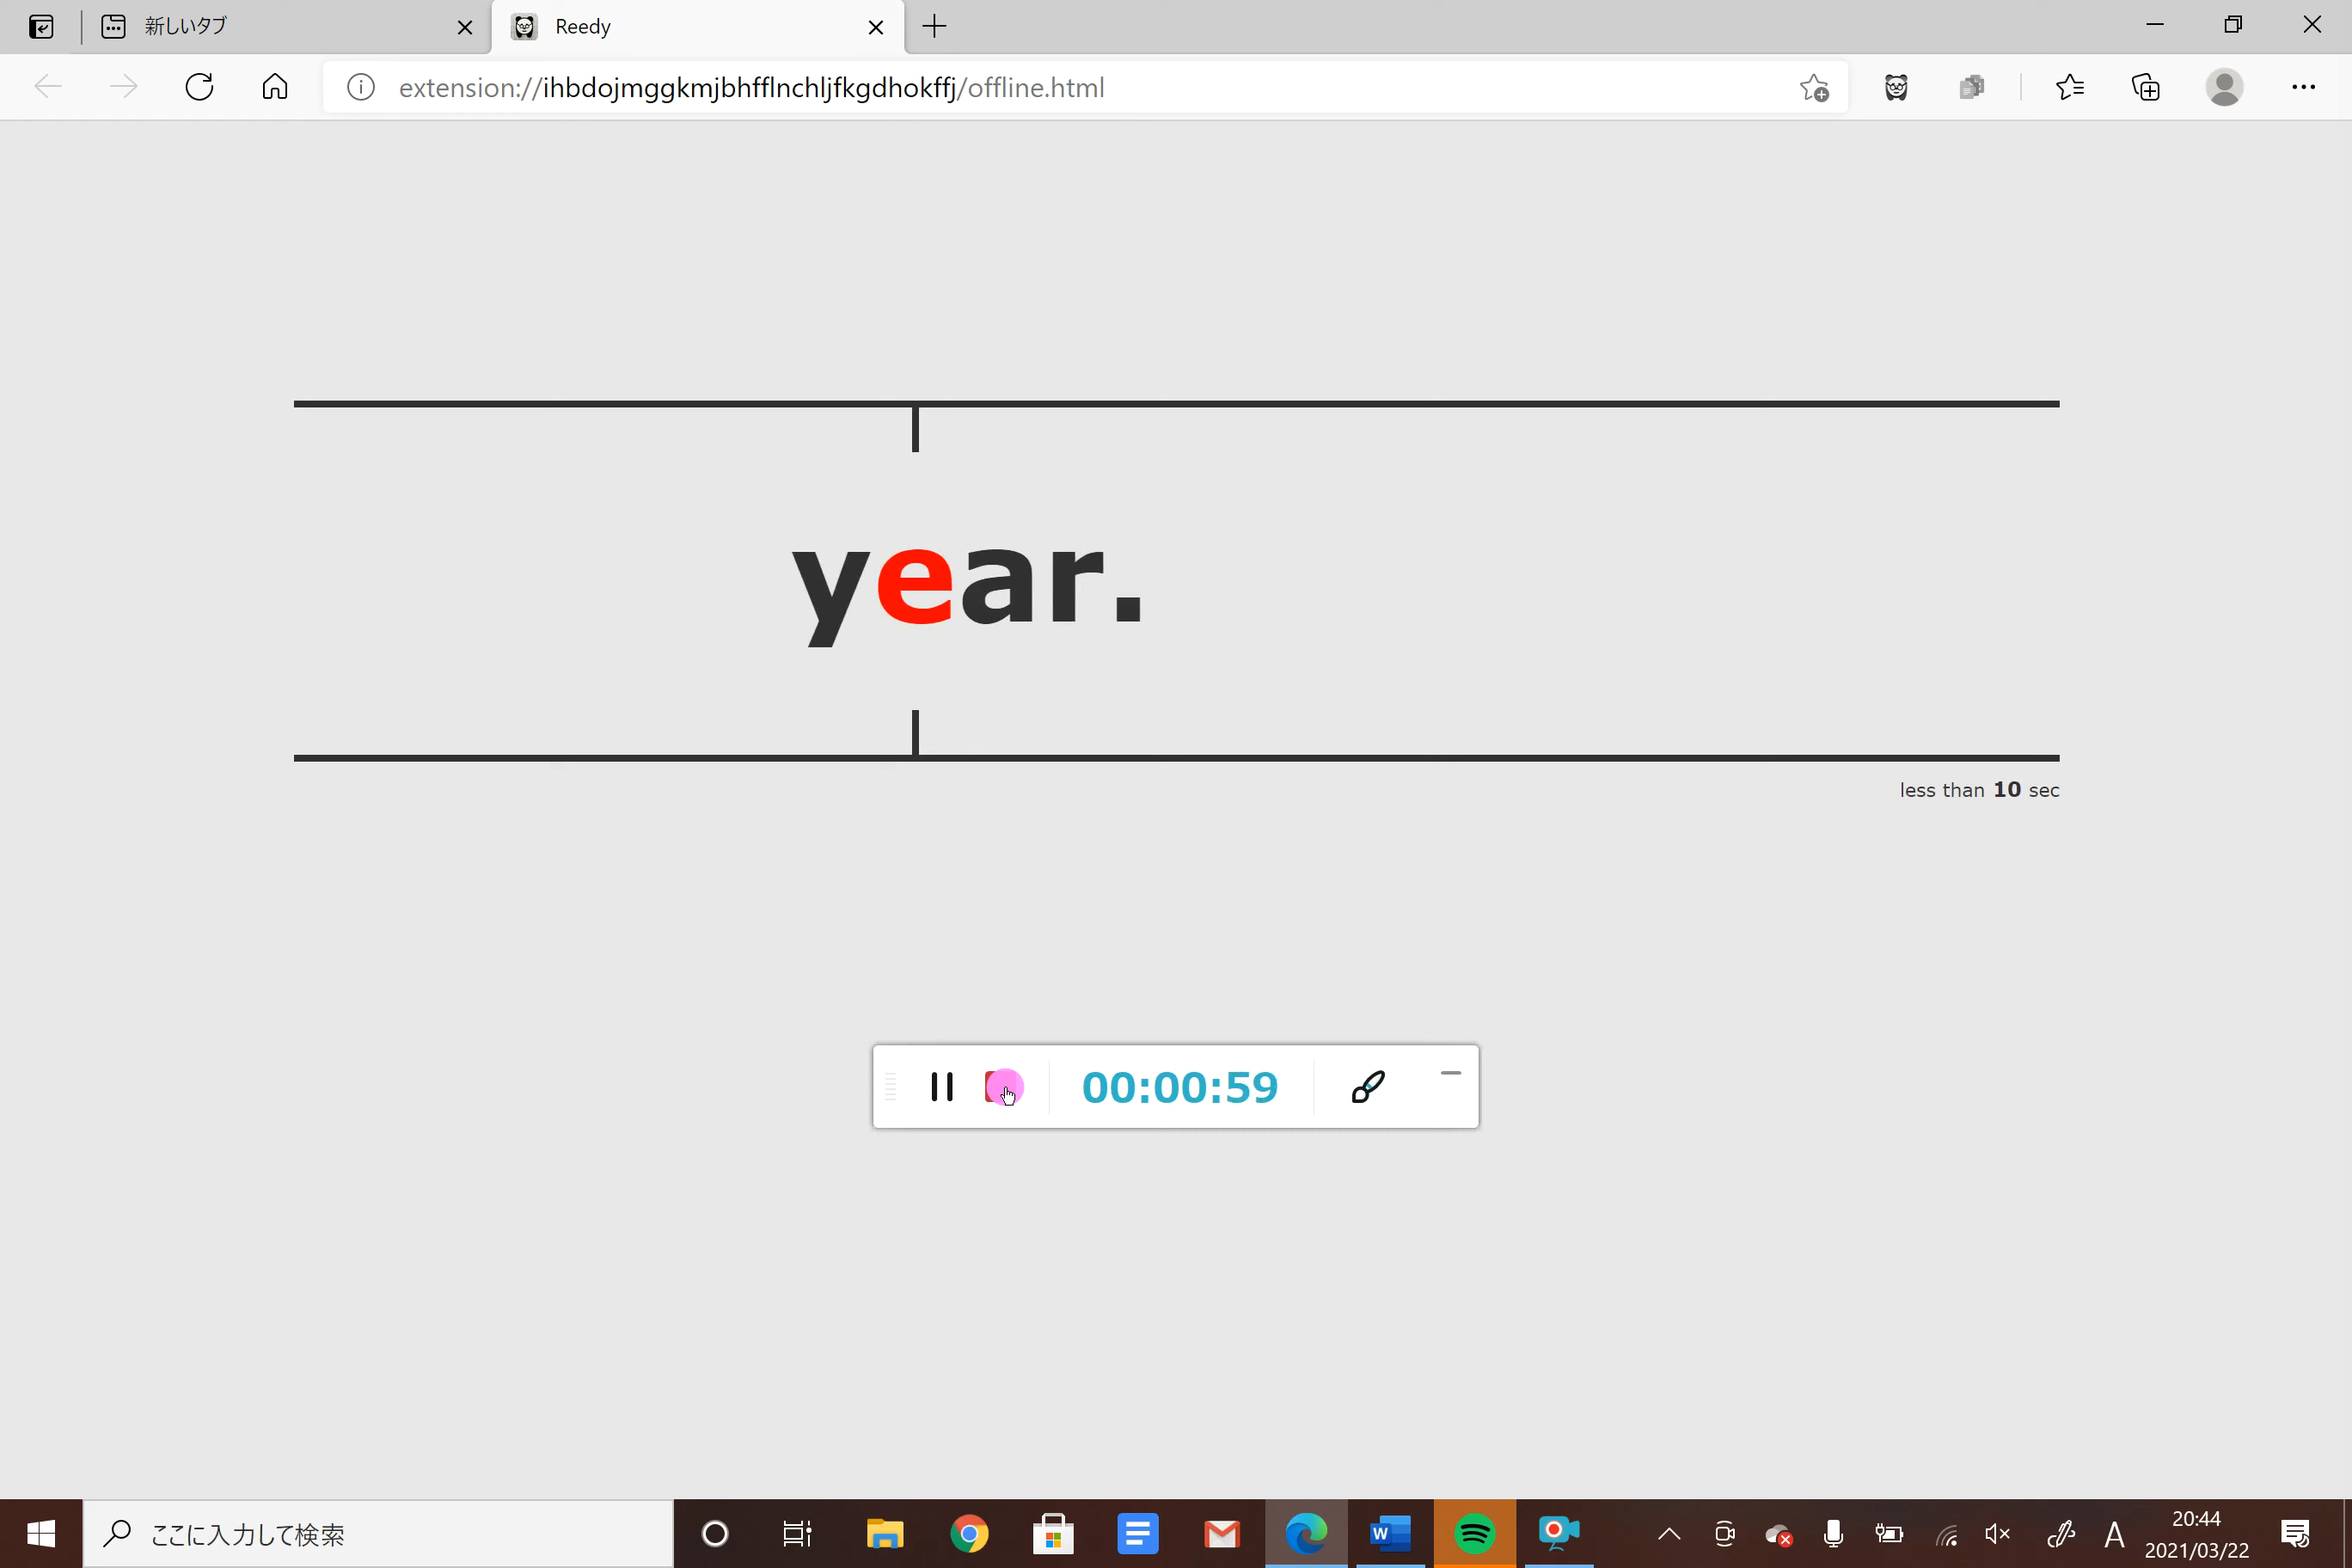 新しいタブ
Reedy
extension://ihbdojmggkmjbhfflnchljfkgdhokffj/offline.html
year.
less than 10 sec
00:00:59
ここに入力して検索
W
A
20:44
2021/03/22